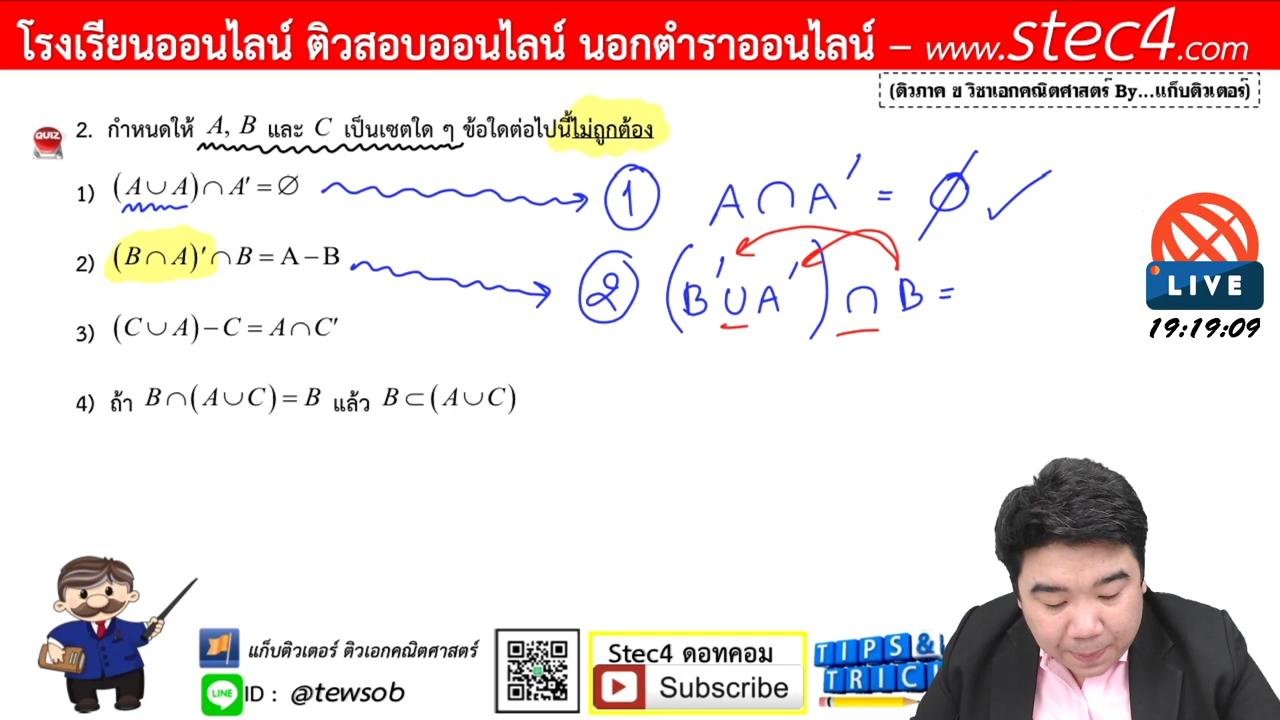 โรงเรียนออนไลน์ ติวสอบออนไลน์ นอกตำราออนไลน์ – www.stec4.com
(ติวภาค ข วิชาเอกคณิตศาสตร์ By...แก็บติวเตอร์)
QUIZ
2. กำหนดให้ A, B และ C เป็นเซตใด ๆ ข้อใดต่อไปนี้ไม่ถูกต้อง
1) (A∪A)∩A′=∅
① A∩A′ = ∅ ✓
2) (B∩A)′∩B=A−B
② (B′∪A′)∩B =
3) (C∪A)−C=A∩C′
4) ถ้า B∩(A∪C)=B แล้ว B⊂(A∪C)
LIVE
19:19:09
แก็บติวเตอร์ ติวเอกคณิตศาสตร์
LINE ID : @tewsob
Stec4 ดอทคอม
Subscribe
TIPS &